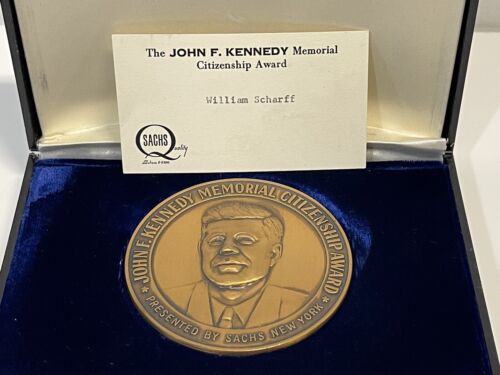 The JOHN F. KENNEDY Memorial
Citizenship Award
William Scharff
SACHS
Quality
JOHN F. KENNEDY MEMORIAL CITIZENSHIP AWARD
PRESENTED BY SACHS NEW YORK